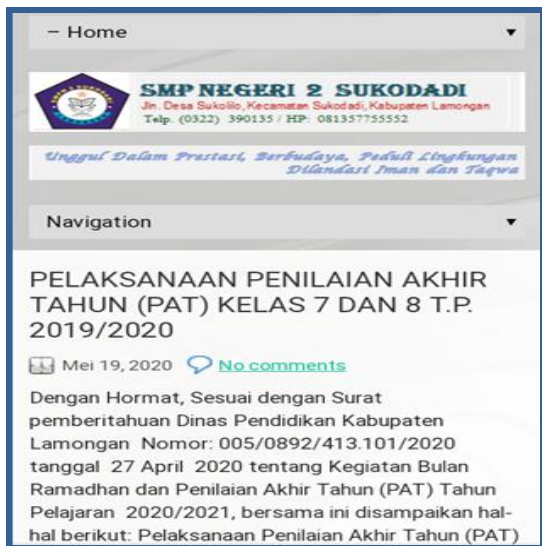 – Home
SMP NEGERI 2 SUKODADI
Jln. Desa Sukolilo, Kecamatan Sukodadi, Kabupaten Lamongan
Telp. (0322) 390135 / HP: 081357755552
Unggul Dalam Prestasi, Berbudaya, Peduli Lingkungan
Dilandasi Iman dan Taqwa
Navigation
PELAKSANAAN PENILAIAN AKHIR
TAHUN (PAT) KELAS 7 DAN 8 T.P.
2019/2020
Mei 19, 2020 No comments
Dengan Hormat, Sesuai dengan Surat
pemberitahuan Dinas Pendidikan Kabupaten
Lamongan Nomor: 005/0892/413.101/2020
tanggal 27 April 2020 tentang Kegiatan Bulan
Ramadhan dan Penilaian Akhir Tahun (PAT) Tahun
Pelajaran 2020/2021, bersama ini disampaikan hal-
hal berikut: Pelaksanaan Penilaian Akhir Tahun (PAT)